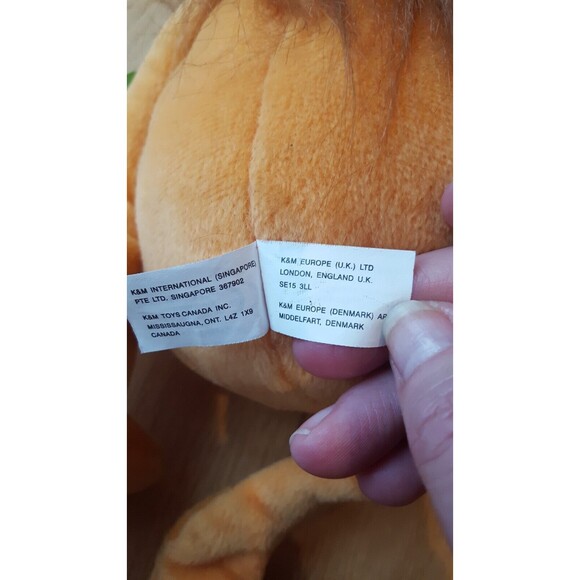 K&M INTERNATIONAL (SINGAPORE)
PTE LTD. SINGAPORE 367902
K&M TOYS CANADA INC.
MISSISSAUGNA, ONT. L4Z 1X9
CANADA
K&M EUROPE (U.K.) LTD
LONDON, ENGLAND U.K.
SE15 3LL
K&M EUROPE (DENMARK)
MIDDELFART, DENMARK